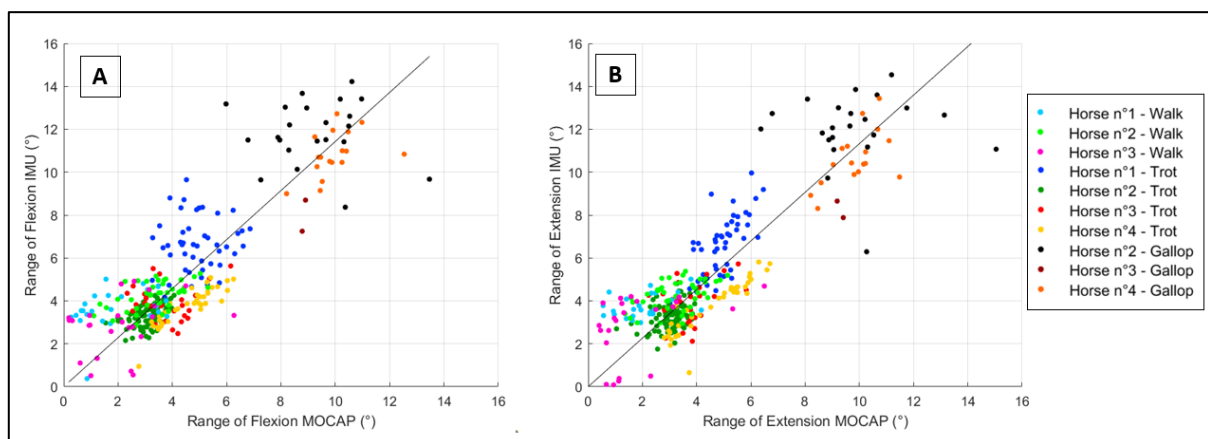 A
Range of Flexion IMU (°)
16
14
12
10
8
6
4
2
0
0 2 4 6 8 10 12 14 16
Range of Flexion MOCAP (°)
B
Range of Extension IMU (°)
16
14
12
10
8
6
4
2
0
0 2 4 6 8 10 12 14 16
Range of Extension MOCAP (°)
Horse n°1 - Walk
Horse n°2 - Walk
Horse n°3 - Walk
Horse n°1 - Trot
Horse n°2 - Trot
Horse n°3 - Trot
Horse n°4 - Trot
Horse n°2 - Gallop
Horse n°3 - Gallop
Horse n°4 - Gallop